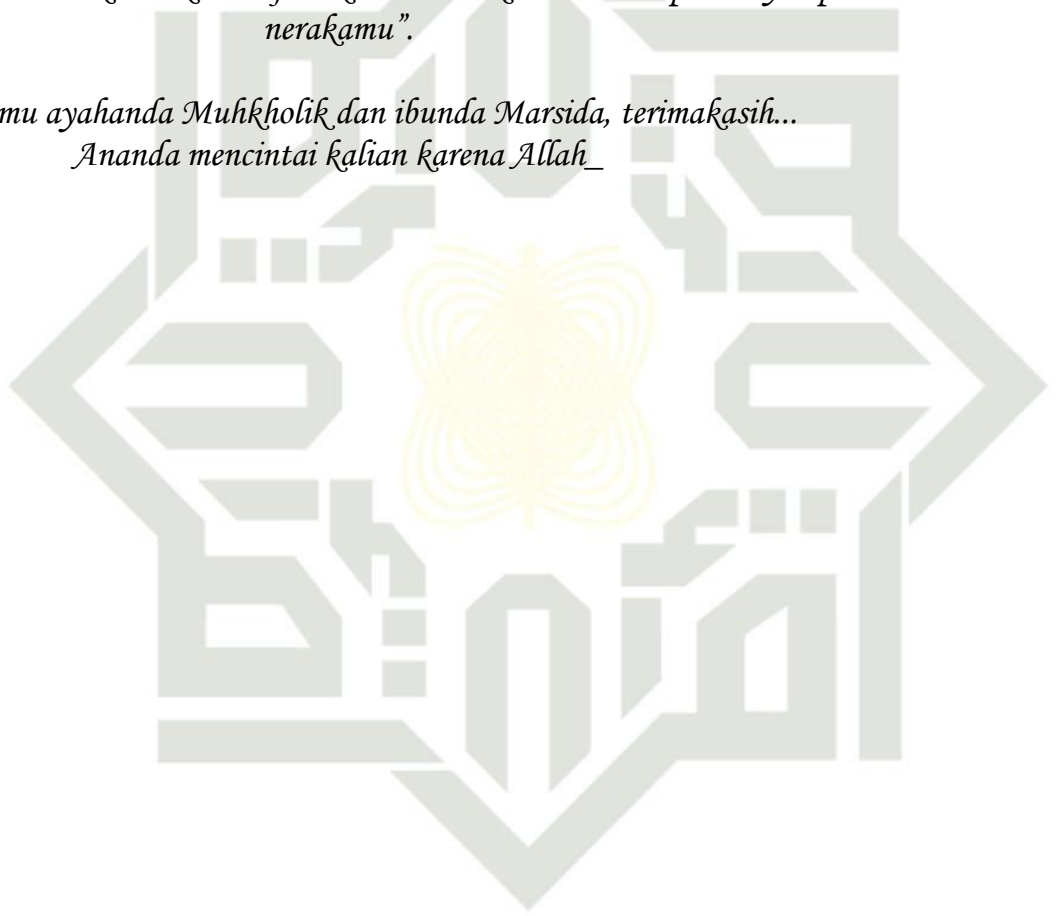 nerakamu”.
mu ayahanda Muhkholik dan ibunda Marsida, terimakasih...
Ananda mencintai kalian karena Allah_